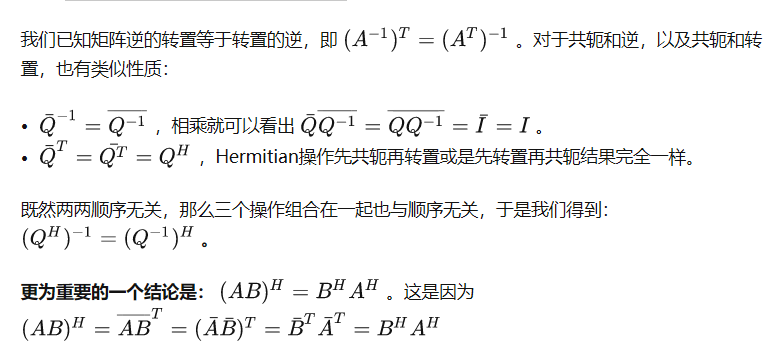 我们已知矩阵逆的转置等于转置的逆，即 $(A^{-1})^T = (A^T)^{-1}$ 。对于共轭和逆，以及共轭和转
置，也有类似性质：
• $\bar{Q}^{-1} = \overline{Q^{-1}}$ ，相乘就可以看出 $\bar{Q}\overline{Q^{-1}} = \overline{QQ^{-1}} = \bar{I} = I$ 。
• $\bar{Q}^T = \bar{Q^T} = Q^H$ ，Hermitian操作先共轭再转置或是先转置再共轭结果完全一样。
既然两两顺序无关，那么三个操作组合在一起也与顺序无关，于是我们得到：
$(Q^H)^{-1} = (Q^{-1})^H$ 。
更为重要的一个结论是： $(AB)^H = B^H A^H$ 。这是因为
$(AB)^H = \overline{AB}^T = (\bar{A}\bar{B})^T = \bar{B}^T \bar{A}^T = B^H A^H$